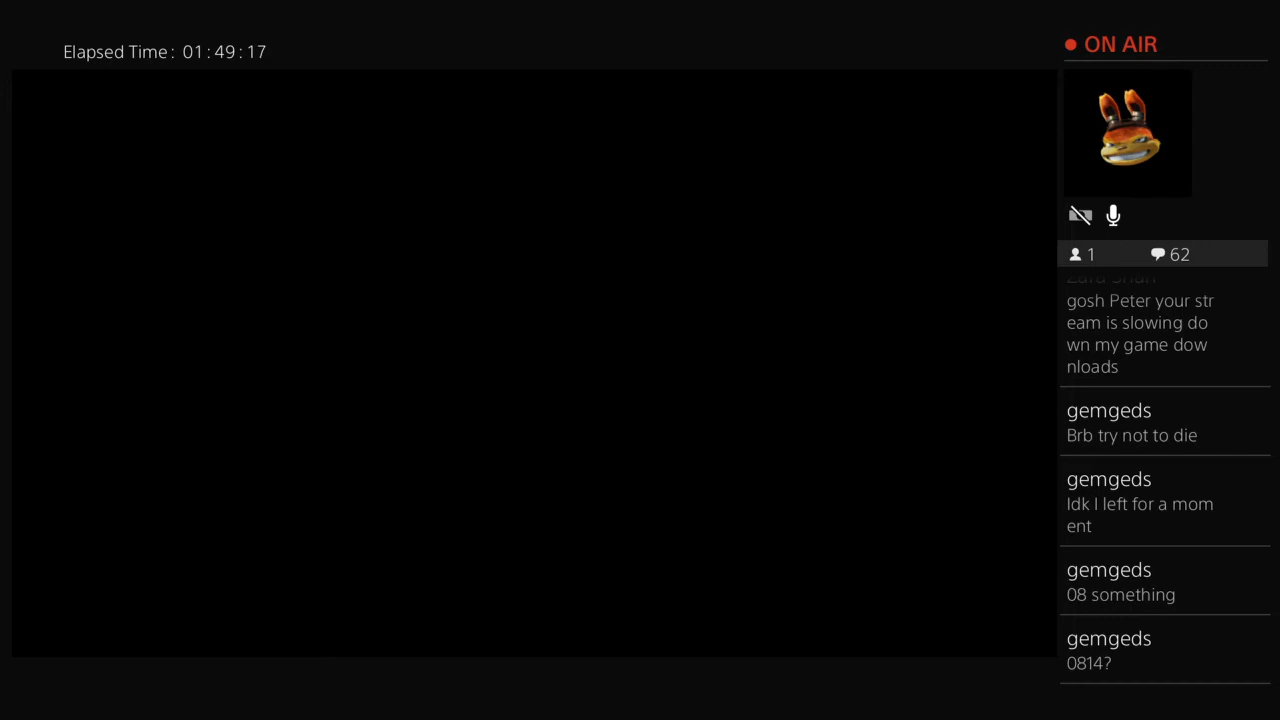 Elapsed Time: 01:49:17
ON AIR
1 62
gosh Peter your str
eam is slowing do
wn my game dow
nloads
gemgeds
Brb try not to die
gemgeds
Idk I left for a mom
ent
gemgeds
08 something
gemgeds
0814?